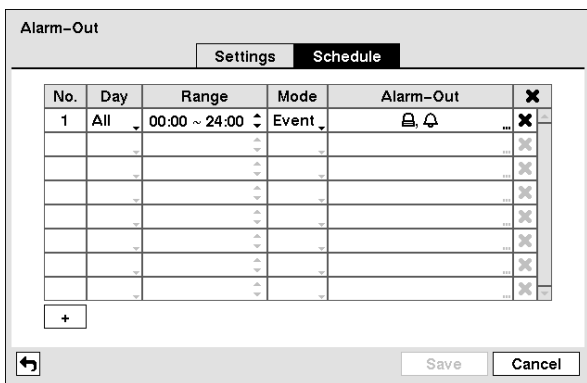 Alarm-Out
Settings Schedule
No. Day Range Mode Alarm-Out ✖
1 All 00:00 ~ 24:00 Event , ... ✖
+
Save Cancel